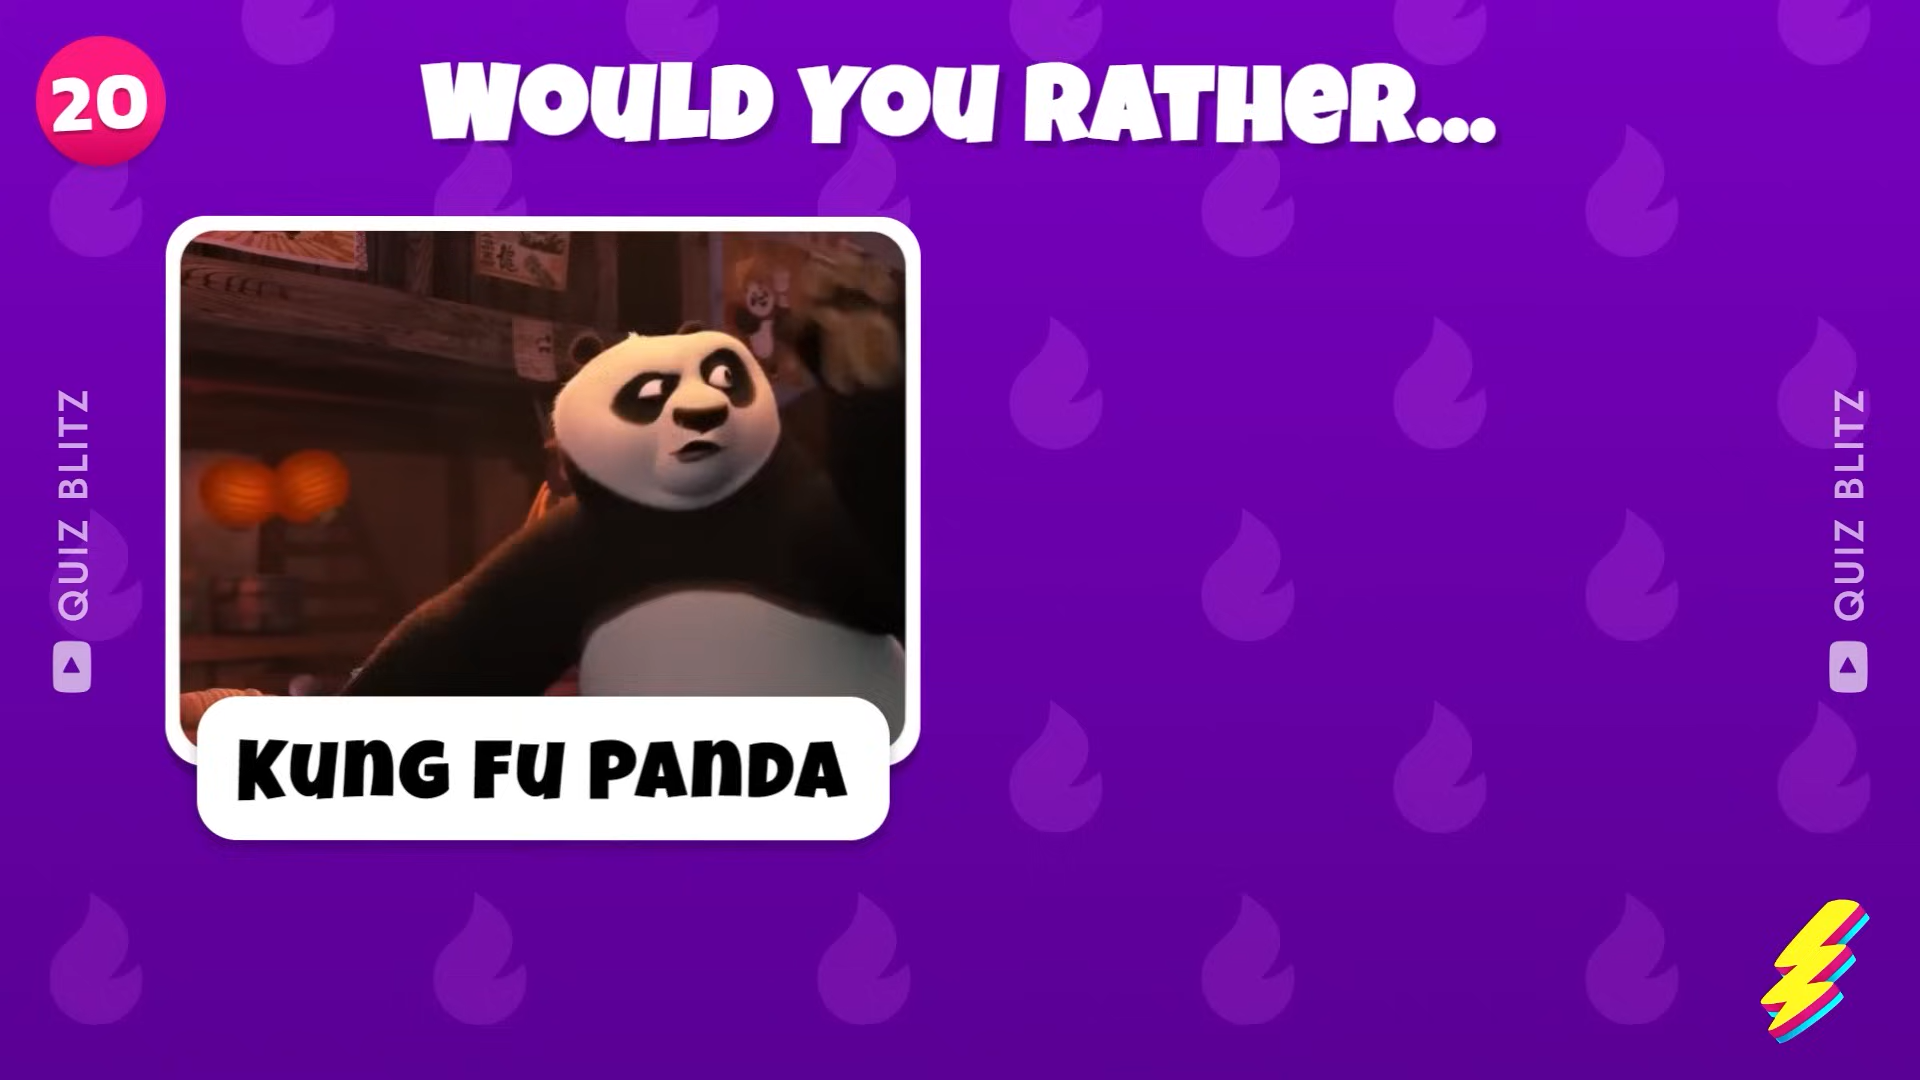 20
WOULD YOU RATHER...
QUIZ BLITZ
QUIZ BLITZ
KUNG FU PANDA